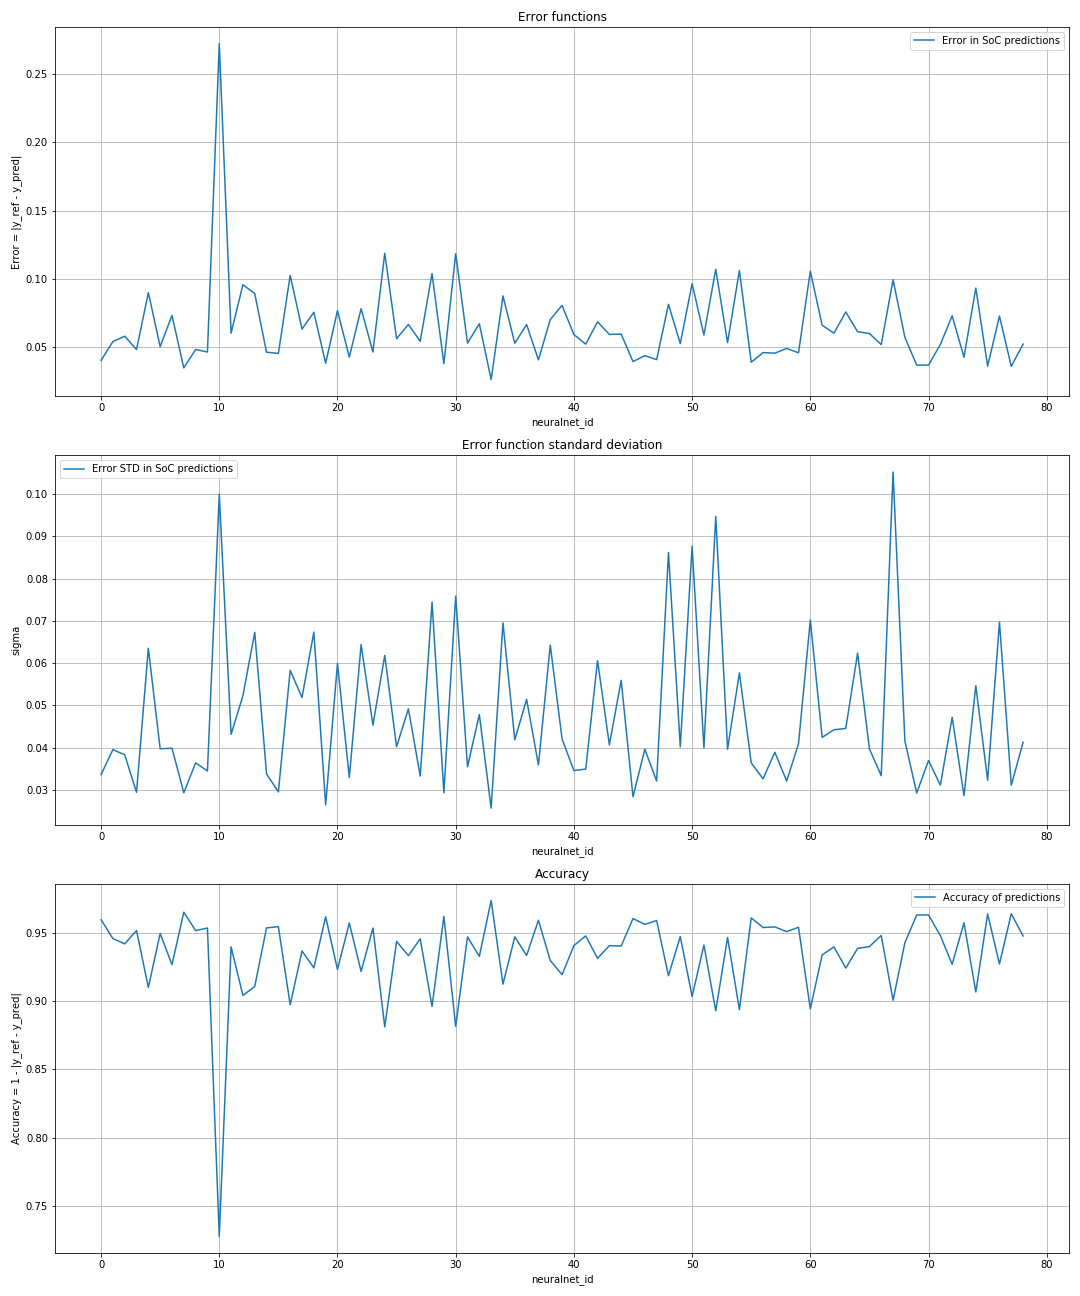 Error functions
Error in SoC predictions
Error = |y_ref - y_pred|
0.25
0.20
0.15
0.10
0.05
0 10 20 30 40 50 60 70 80
neuralnet_id
Error function standard deviation
Error STD in SoC predictions
sigma
0.10
0.09
0.08
0.07
0.06
0.05
0.04
0.03
0 10 20 30 40 50 60 70 80
neuralnet_id
Accuracy
Accuracy of predictions
Accuracy = 1 - |y_ref - y_pred|
0.95
0.90
0.85
0.80
0.75
0 10 20 30 40 50 60 70 80
neuralnet_id